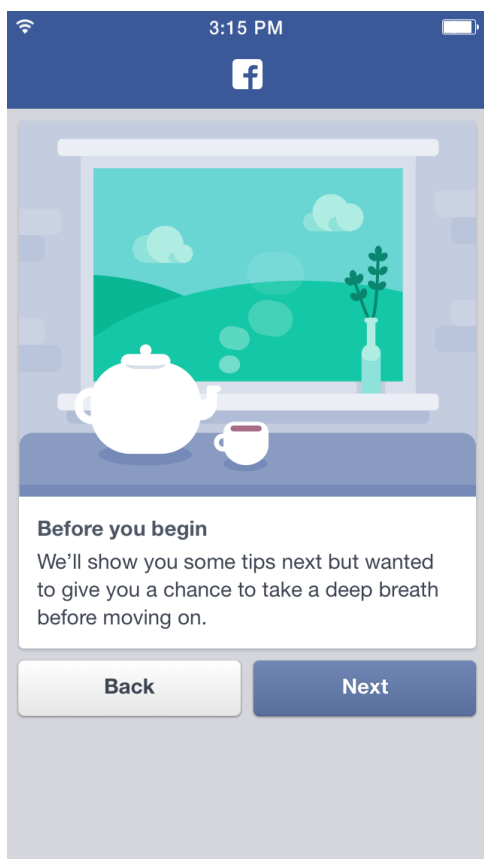 3:15 PM
Before you begin
We’ll show you some tips next but wanted
to give you a chance to take a deep breath
before moving on.
Back
Next